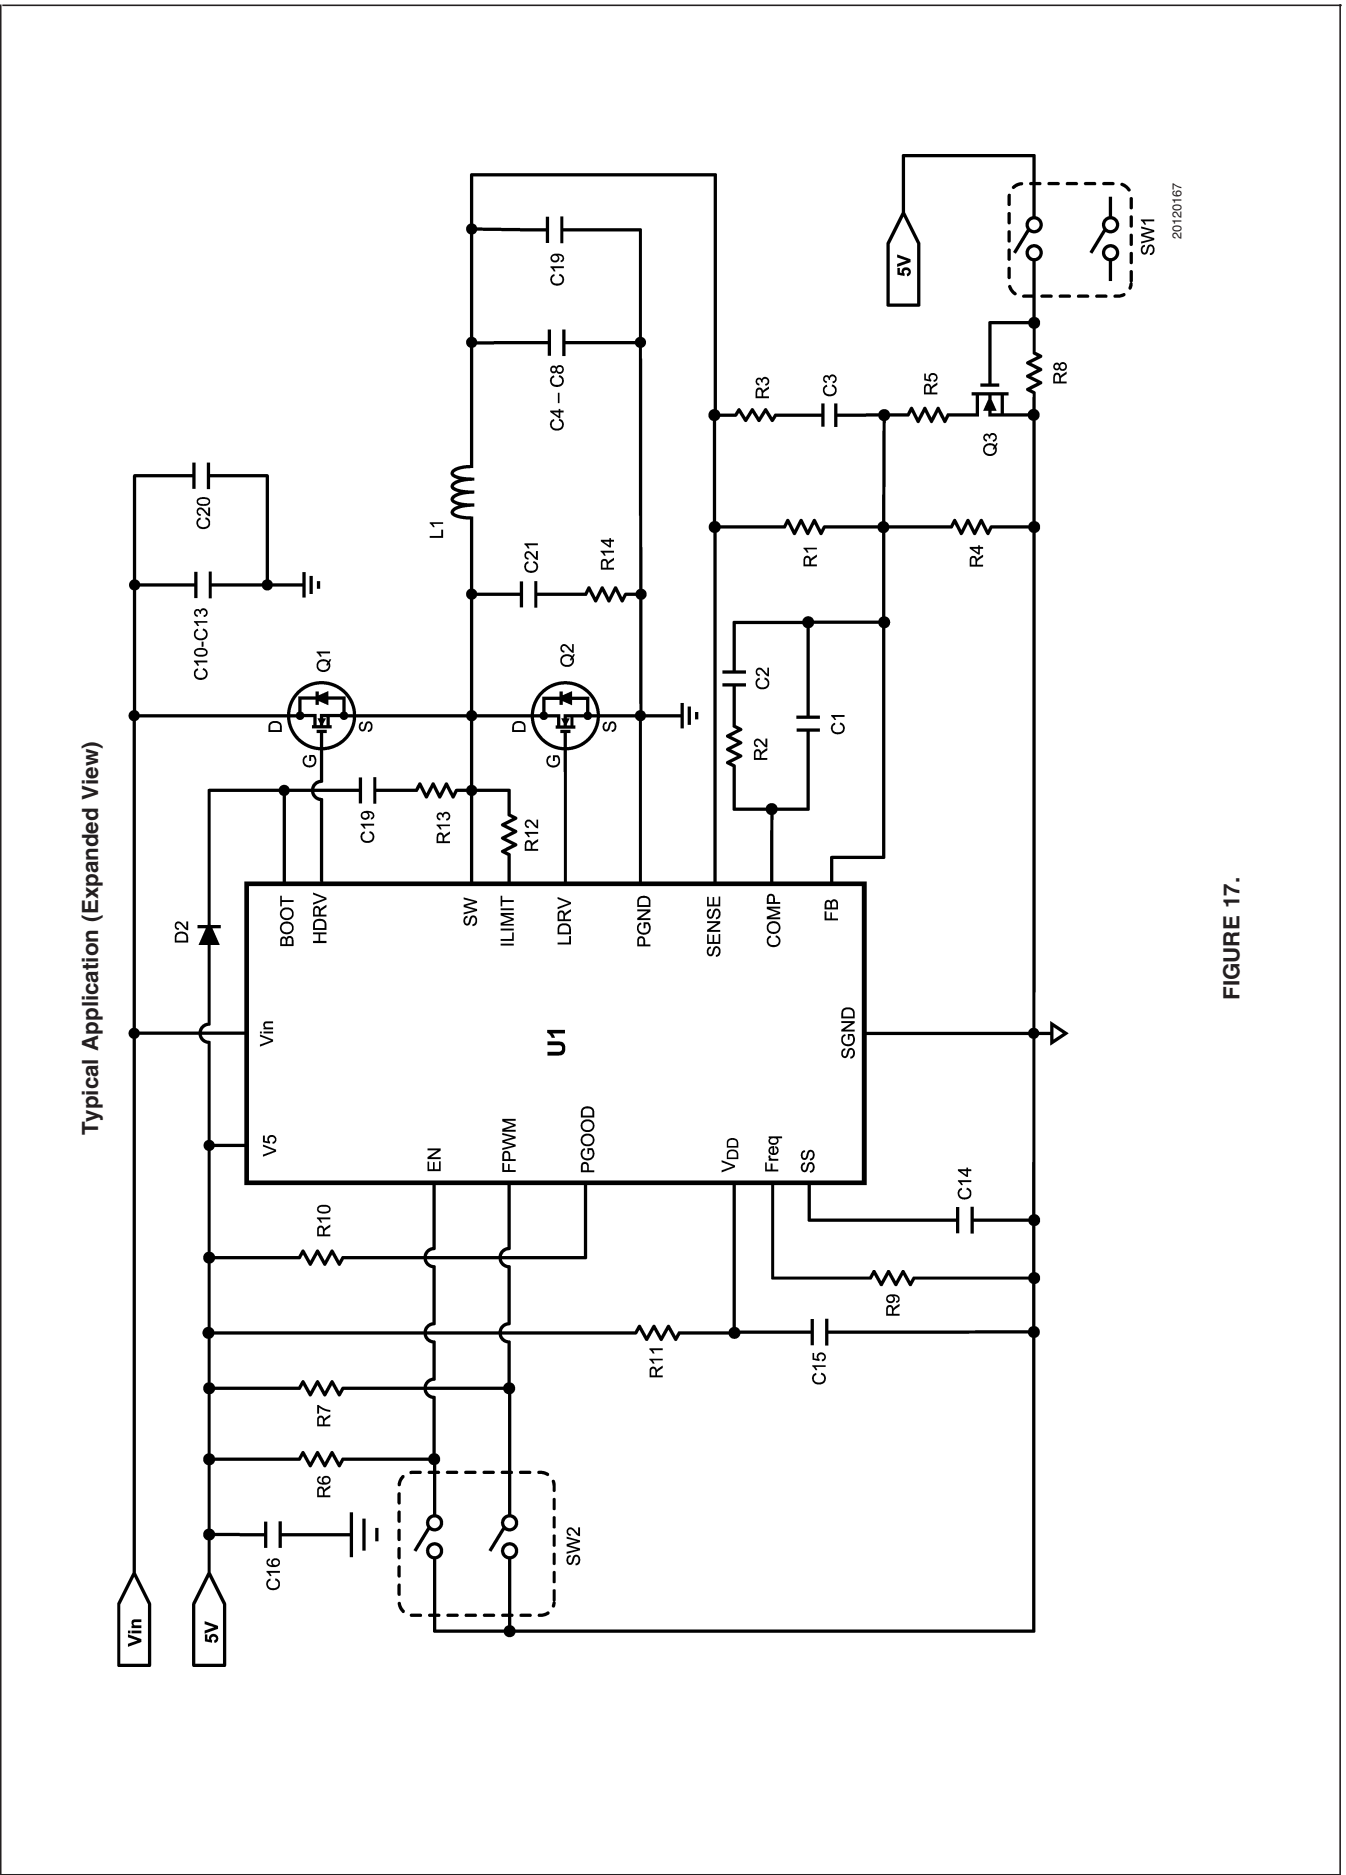 Typical Application (Expanded View)
Vin
5V
C16
R6
R7
R11
R10
D2
C10-C13
C20
Q1
D
G
S
C19
R13
R12
Q2
D
G
S
C21
R14
L1
C4 – C8
C19
V5
Vin
BOOT
HDRV
SW
ILIMIT
LDRV
PGND
SENSE
COMP
FB
EN
FPWM
PGOOD
VDD
Freq
SS
SGND
U1
SW2
C15
R9
C14
R2
C2
C1
R1
R4
R3
C3
R5
Q3
R8
5V
SW1
20120167
FIGURE 17.